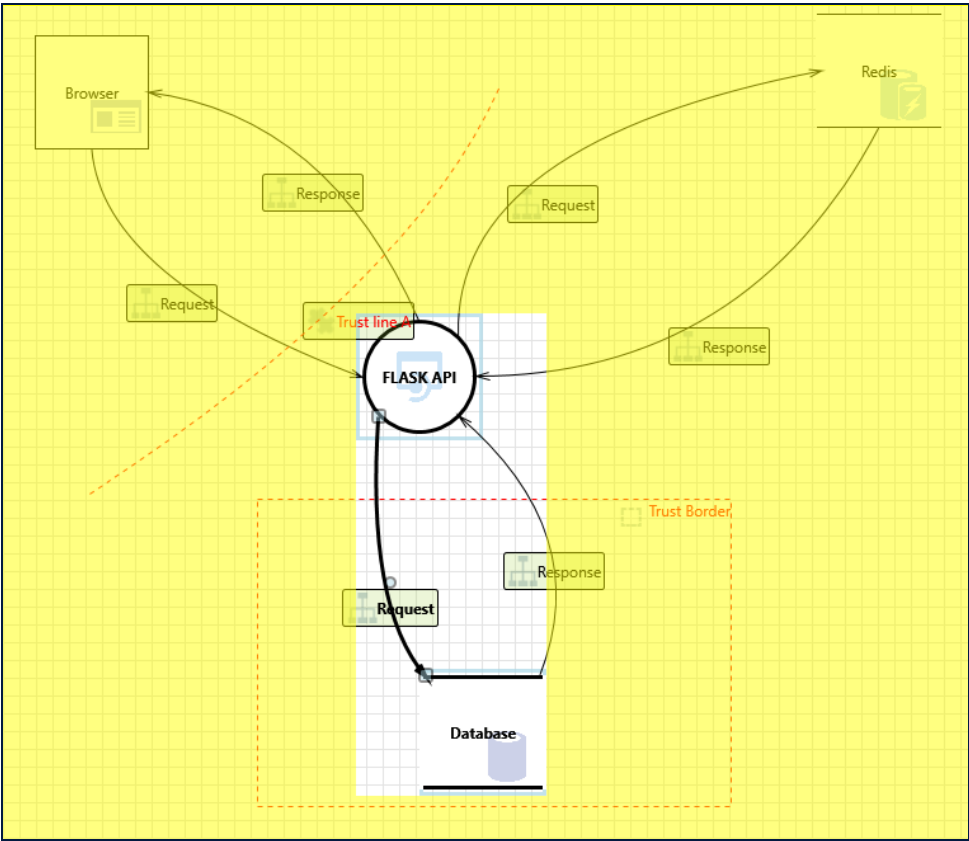 Browser
Redis
Response
Request
Request
Trust line A
Response
FLASK API
Trust Border
Response
Request
Database